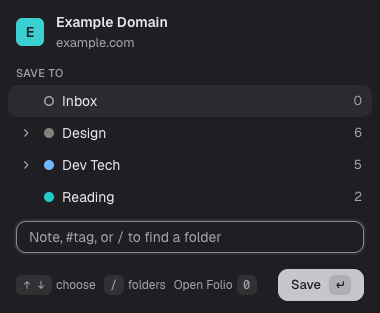 E
Example Domain
example.com
SAVE TO
Inbox 0
Design 6
Dev Tech 5
Reading 2
Note, #tag, or / to find a folder
↑ ↓ choose / folders Open Folio 0 Save ↵